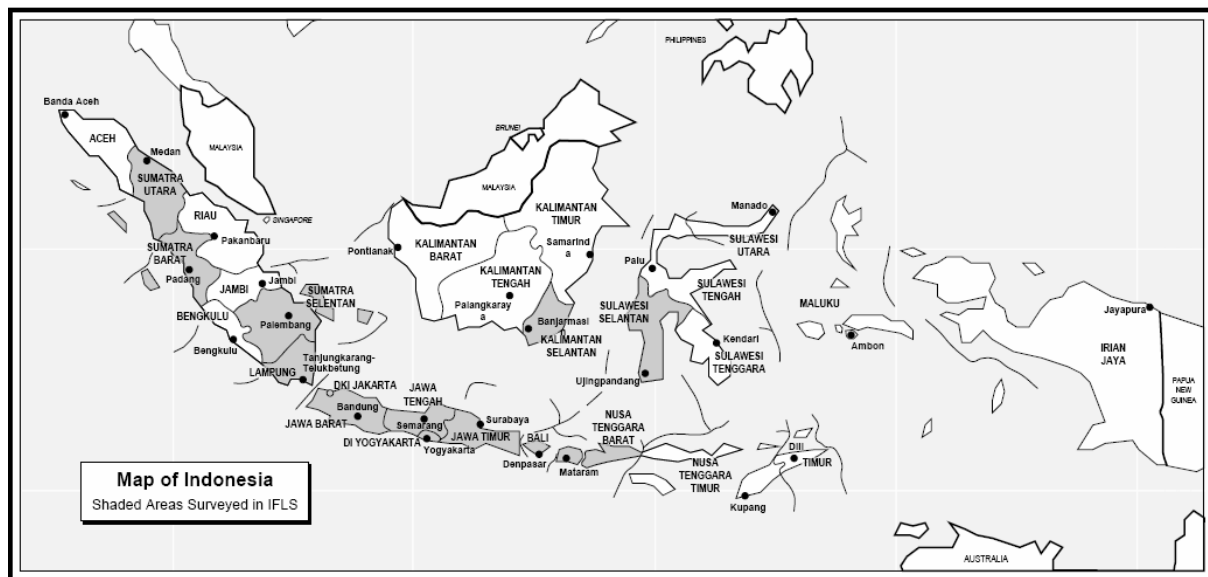 PHILIPPINES
Banda Aceh
ACEH
MALAYSIA
BRUNEI
Medan
SUMATRA
UTARA
MALAYSIA
SINGAPORE
RIAU
Pakanbaru
KALIMANTAN
TIMUR
Samarind
a
Manado
SULAWESI
UTARA
Pontianak
KALIMANTAN
BARAT
SUMATRA
BARAT
Padang
JAMBI
Jambi
KALIMANTAN
TENGAH
Palangkaray
a
Palu
SULAWESI
TENGAH
SUMATRA
SELENTAN
Palembang
BENGKULU
Bengkulu
Banjarmasi
KALIMANTAN
SELANTAN
SULAWESI
SELANTAN
Kendari
SULAWESI
TENGGARA
MALUKU
Ambon
Jayapura
IRIAN
JAYA
PAPUA
NEW
GUINEA
Tanjungkarang-
Telukbetung
LAMPUNG
Ujingpandang
DKI JAKARTA
JAWA
TENGAH
Bandung
Semarang
Surabaya
JAWA BARAT
DI YOGYAKARTA
Yogyakarta
JAWA TIMUR
BALI
Denpasar
NUSA
TENGGARA
BARAT
Mataram
NUSA
TENGGARA
TIMUR
Dili
TIMUR
Kupang
Map of Indonesia
Shaded Areas Surveyed in IFLS
AUSTRALIA